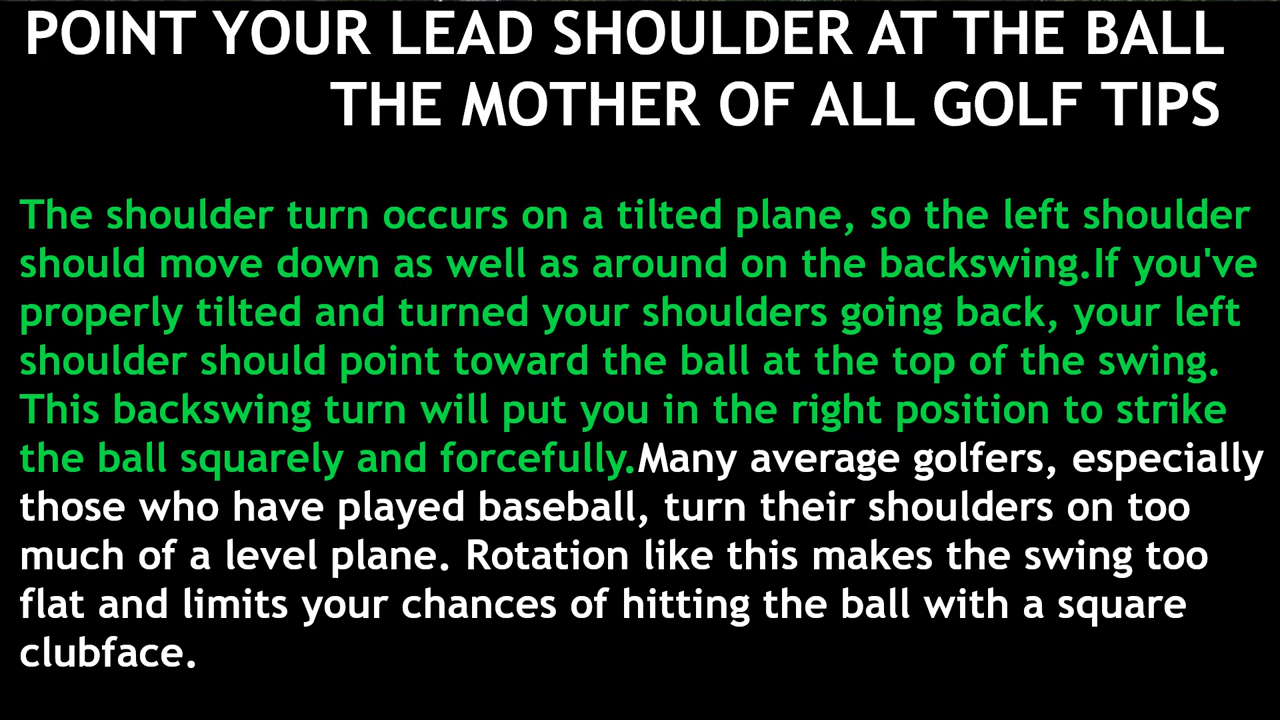 POINT YOUR LEAD SHOULDER AT THE BALL
THE MOTHER OF ALL GOLF TIPS
The shoulder turn occurs on a tilted plane, so the left shoulder
should move down as well as around on the backswing.If you've
properly tilted and turned your shoulders going back, your left
shoulder should point toward the ball at the top of the swing.
This backswing turn will put you in the right position to strike
the ball squarely and forcefully.Many average golfers, especially
those who have played baseball, turn their shoulders on too
much of a level plane. Rotation like this makes the swing too
flat and limits your chances of hitting the ball with a square
clubface.